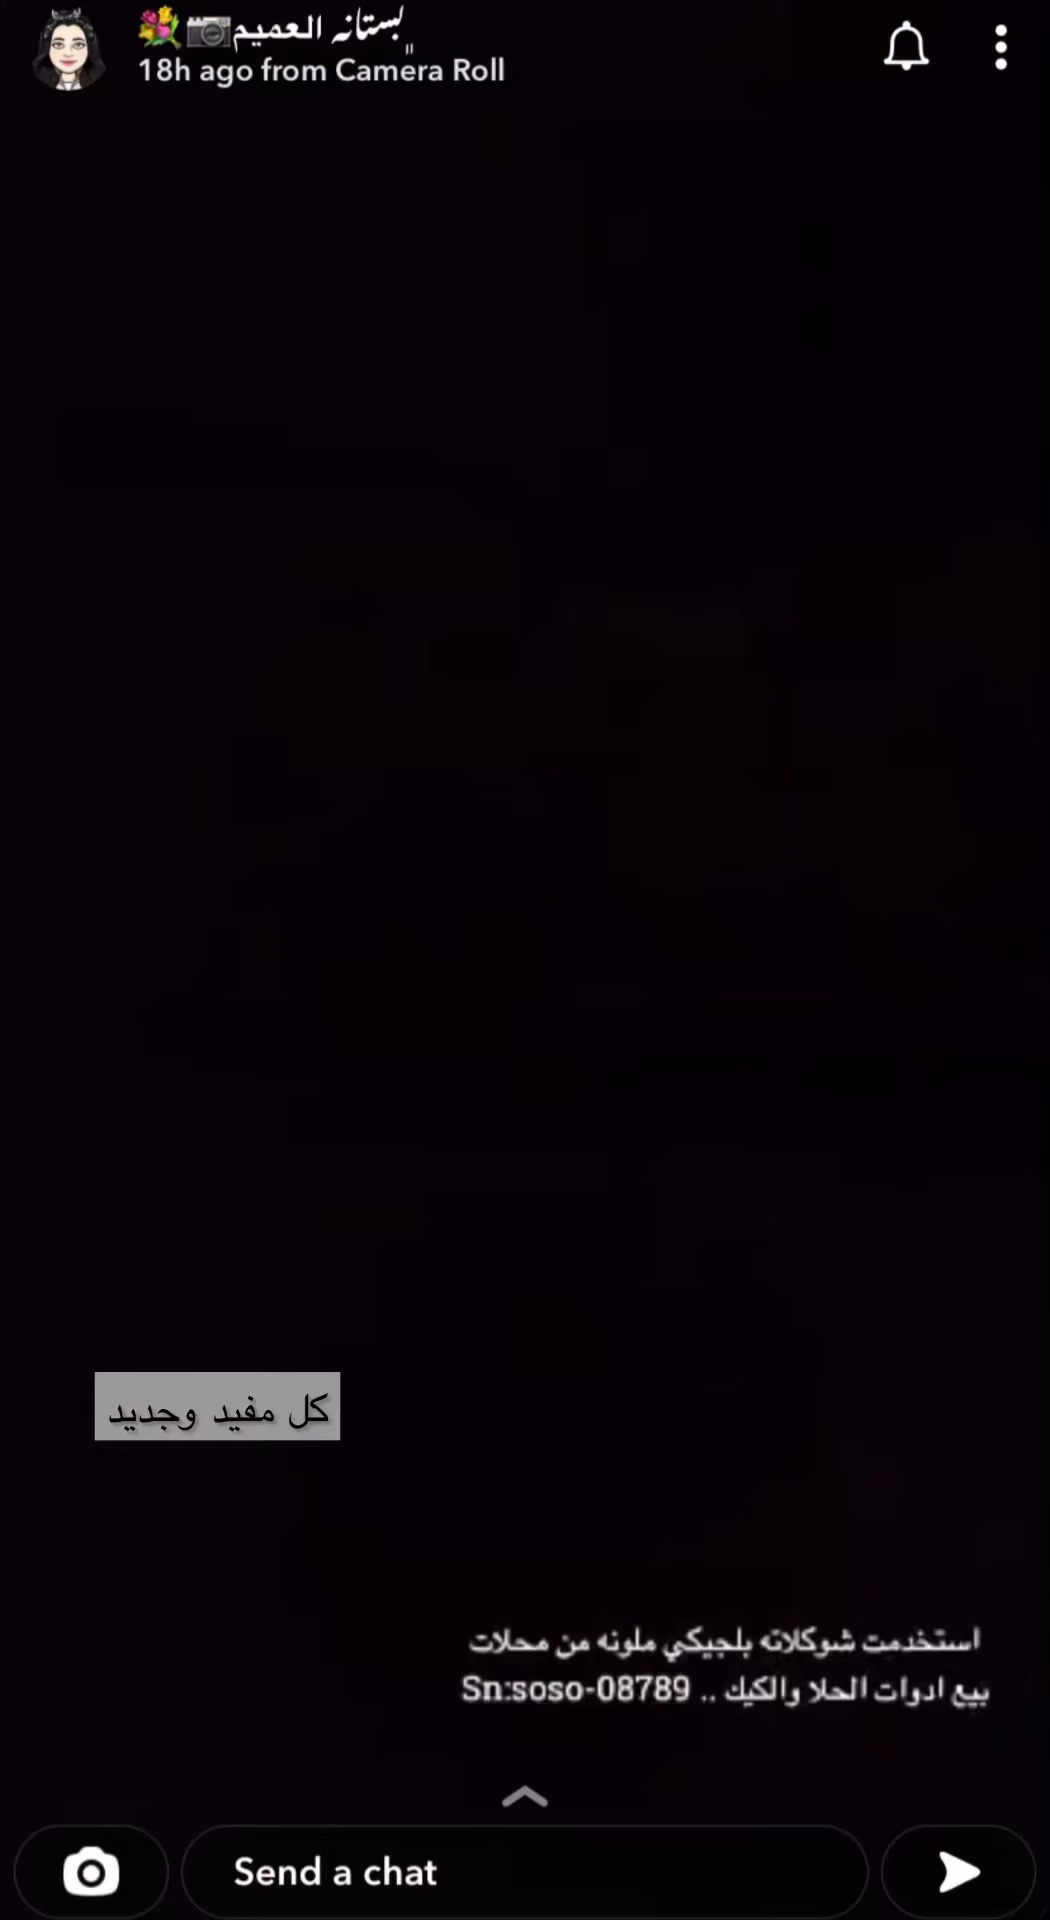 بستانہ العميم📷💐
18h ago from Camera Roll
كل مفيد وجديد
استخدمت شوكلاته بلجيكي ملونه من محلات
بيع ادوات الحلا والكيك .. Sn:soso-08789
Send a chat